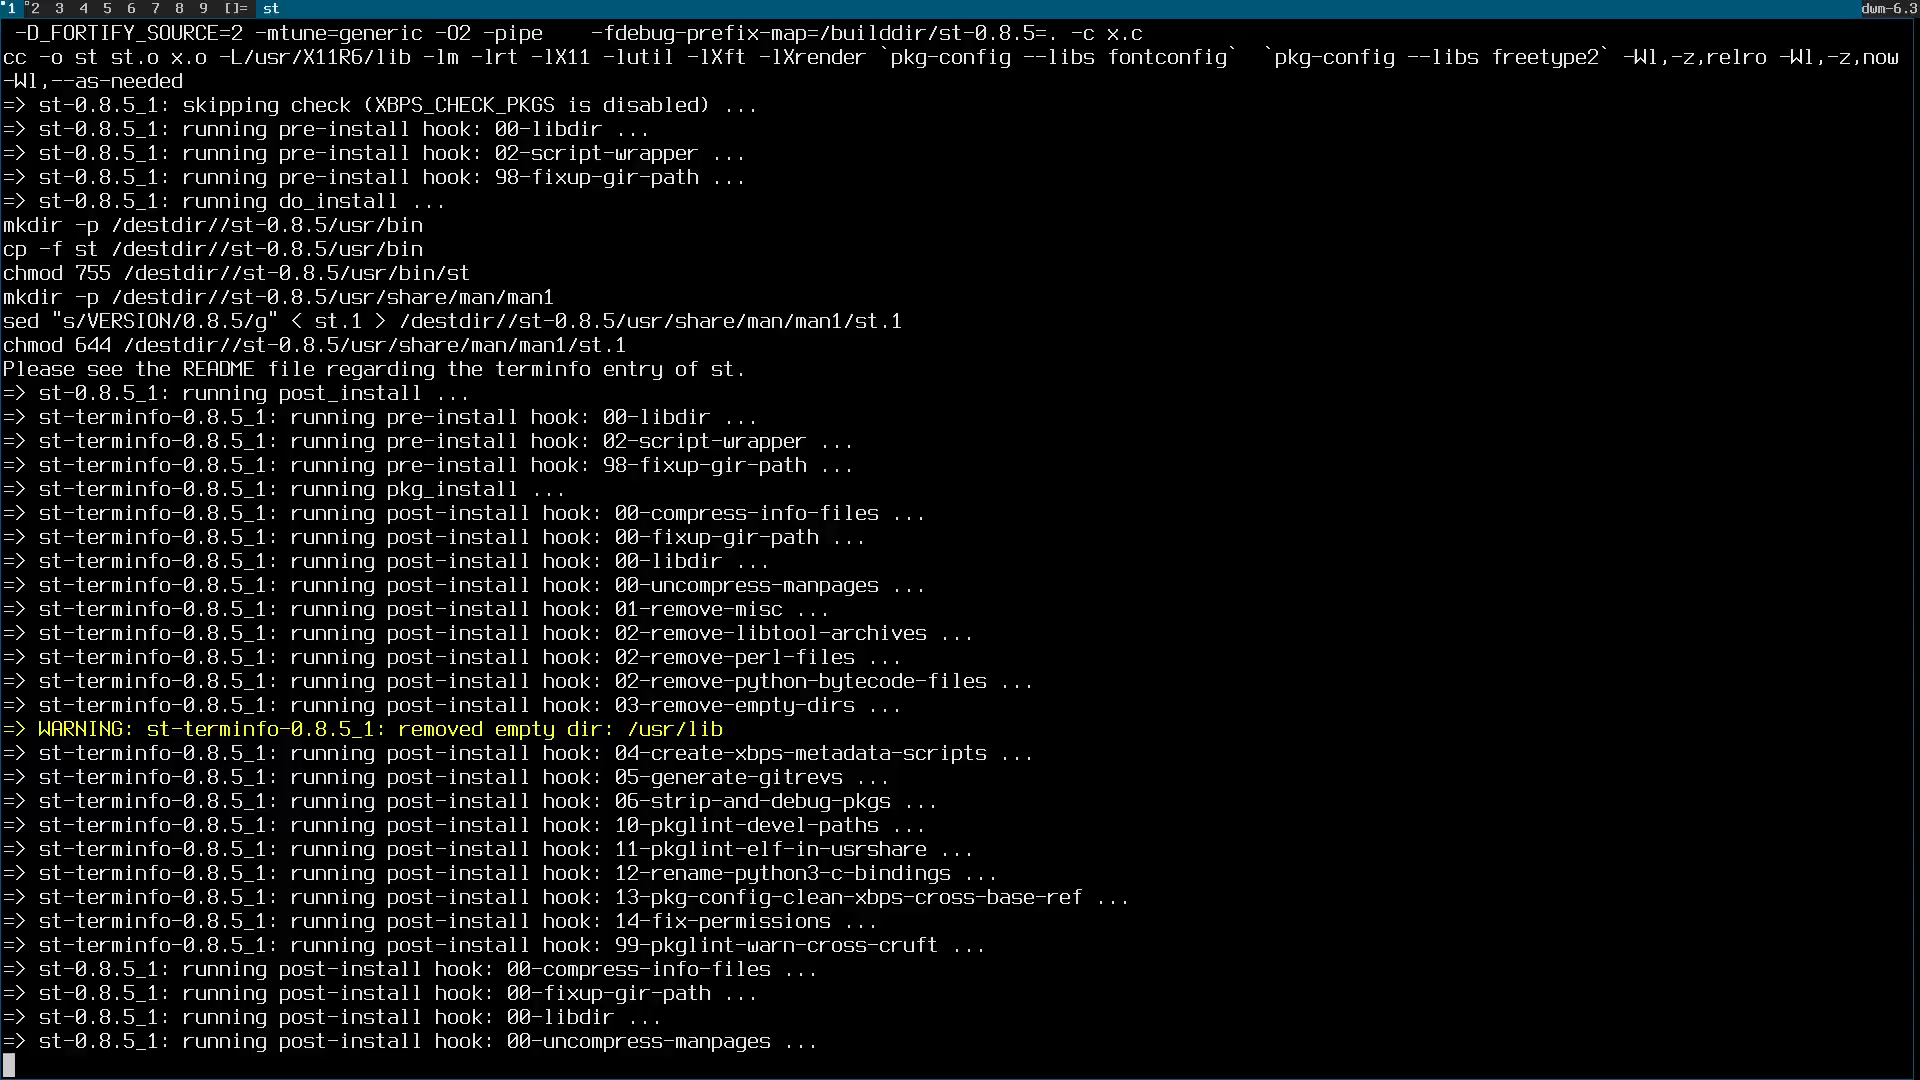 1 2 3 4 5 6 7 8 9 []= st dwm-6.3
-D_FORTIFY_SOURCE=2 -mtune=generic -O2 -pipe    -fdebug-prefix-map=/builddir/st-0.8.5=. -c x.c
cc -o st st.o x.o -L/usr/X11R6/lib -lm -lrt -lX11 -lutil -lXft -lXrender `pkg-config --libs fontconfig`  `pkg-config --libs freetype2` -Wl,-z,relro -Wl,-z,now
-Wl,--as-needed
=> st-0.8.5_1: skipping check (XBPS_CHECK_PKGS is disabled) ...
=> st-0.8.5_1: running pre-install hook: 00-libdir ...
=> st-0.8.5_1: running pre-install hook: 02-script-wrapper ...
=> st-0.8.5_1: running pre-install hook: 98-fixup-gir-path ...
=> st-0.8.5_1: running do_install ...
mkdir -p /destdir//st-0.8.5/usr/bin
cp -f st /destdir//st-0.8.5/usr/bin
chmod 755 /destdir//st-0.8.5/usr/bin/st
mkdir -p /destdir//st-0.8.5/usr/share/man/man1
sed "s/VERSION/0.8.5/g" < st.1 > /destdir//st-0.8.5/usr/share/man/man1/st.1
chmod 644 /destdir//st-0.8.5/usr/share/man/man1/st.1
Please see the README file regarding the terminfo entry of st.
=> st-0.8.5_1: running post_install ...
=> st-terminfo-0.8.5_1: running pre-install hook: 00-libdir ...
=> st-terminfo-0.8.5_1: running pre-install hook: 02-script-wrapper ...
=> st-terminfo-0.8.5_1: running pre-install hook: 98-fixup-gir-path ...
=> st-terminfo-0.8.5_1: running pkg_install ...
=> st-terminfo-0.8.5_1: running post-install hook: 00-compress-info-files ...
=> st-terminfo-0.8.5_1: running post-install hook: 00-fixup-gir-path ...
=> st-terminfo-0.8.5_1: running post-install hook: 00-libdir ...
=> st-terminfo-0.8.5_1: running post-install hook: 00-uncompress-manpages ...
=> st-terminfo-0.8.5_1: running post-install hook: 01-remove-misc ...
=> st-terminfo-0.8.5_1: running post-install hook: 02-remove-libtool-archives ...
=> st-terminfo-0.8.5_1: running post-install hook: 02-remove-perl-files ...
=> st-terminfo-0.8.5_1: running post-install hook: 02-remove-python-bytecode-files ...
=> st-terminfo-0.8.5_1: running post-install hook: 03-remove-empty-dirs ...
=> WARNING: st-terminfo-0.8.5_1: removed empty dir: /usr/lib
=> st-terminfo-0.8.5_1: running post-install hook: 04-create-xbps-metadata-scripts ...
=> st-terminfo-0.8.5_1: running post-install hook: 05-generate-gitrevs ...
=> st-terminfo-0.8.5_1: running post-install hook: 06-strip-and-debug-pkgs ...
=> st-terminfo-0.8.5_1: running post-install hook: 10-pkglint-devel-paths ...
=> st-terminfo-0.8.5_1: running post-install hook: 11-pkglint-elf-in-usrshare ...
=> st-terminfo-0.8.5_1: running post-install hook: 12-rename-python3-c-bindings ...
=> st-terminfo-0.8.5_1: running post-install hook: 13-pkg-config-clean-xbps-cross-base-ref ...
=> st-terminfo-0.8.5_1: running post-install hook: 14-fix-permissions ...
=> st-terminfo-0.8.5_1: running post-install hook: 99-pkglint-warn-cross-cruft ...
=> st-0.8.5_1: running post-install hook: 00-compress-info-files ...
=> st-0.8.5_1: running post-install hook: 00-fixup-gir-path ...
=> st-0.8.5_1: running post-install hook: 00-libdir ...
=> st-0.8.5_1: running post-install hook: 00-uncompress-manpages ...